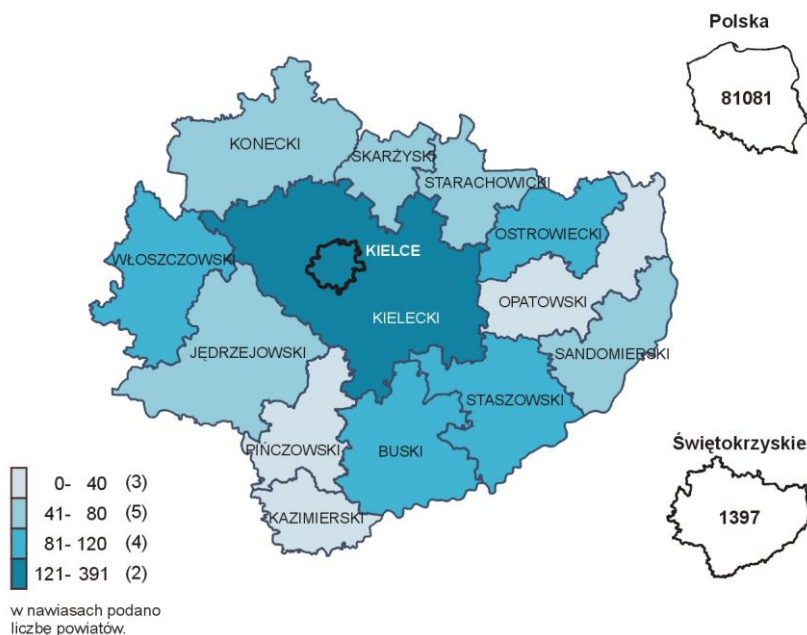 Polska
81081
KONECKI
SKARŻYSKI
STARACHOWICKI
OSTROWIECKI
WŁOSZCZOWSKI
KIELCE
OPATOWSKI
KIELECKI
JĘDRZEJOWSKI
SANDOMIERSKI
STASZOWSKI
PIŃCZOWSKI
BUSKI
KAZIMIERSKI
Świętokrzyskie
1397
0- 40 (3)
41- 80 (5)
81- 120 (4)
121- 391 (2)
w nawiasach podano
liczbę powiatów.